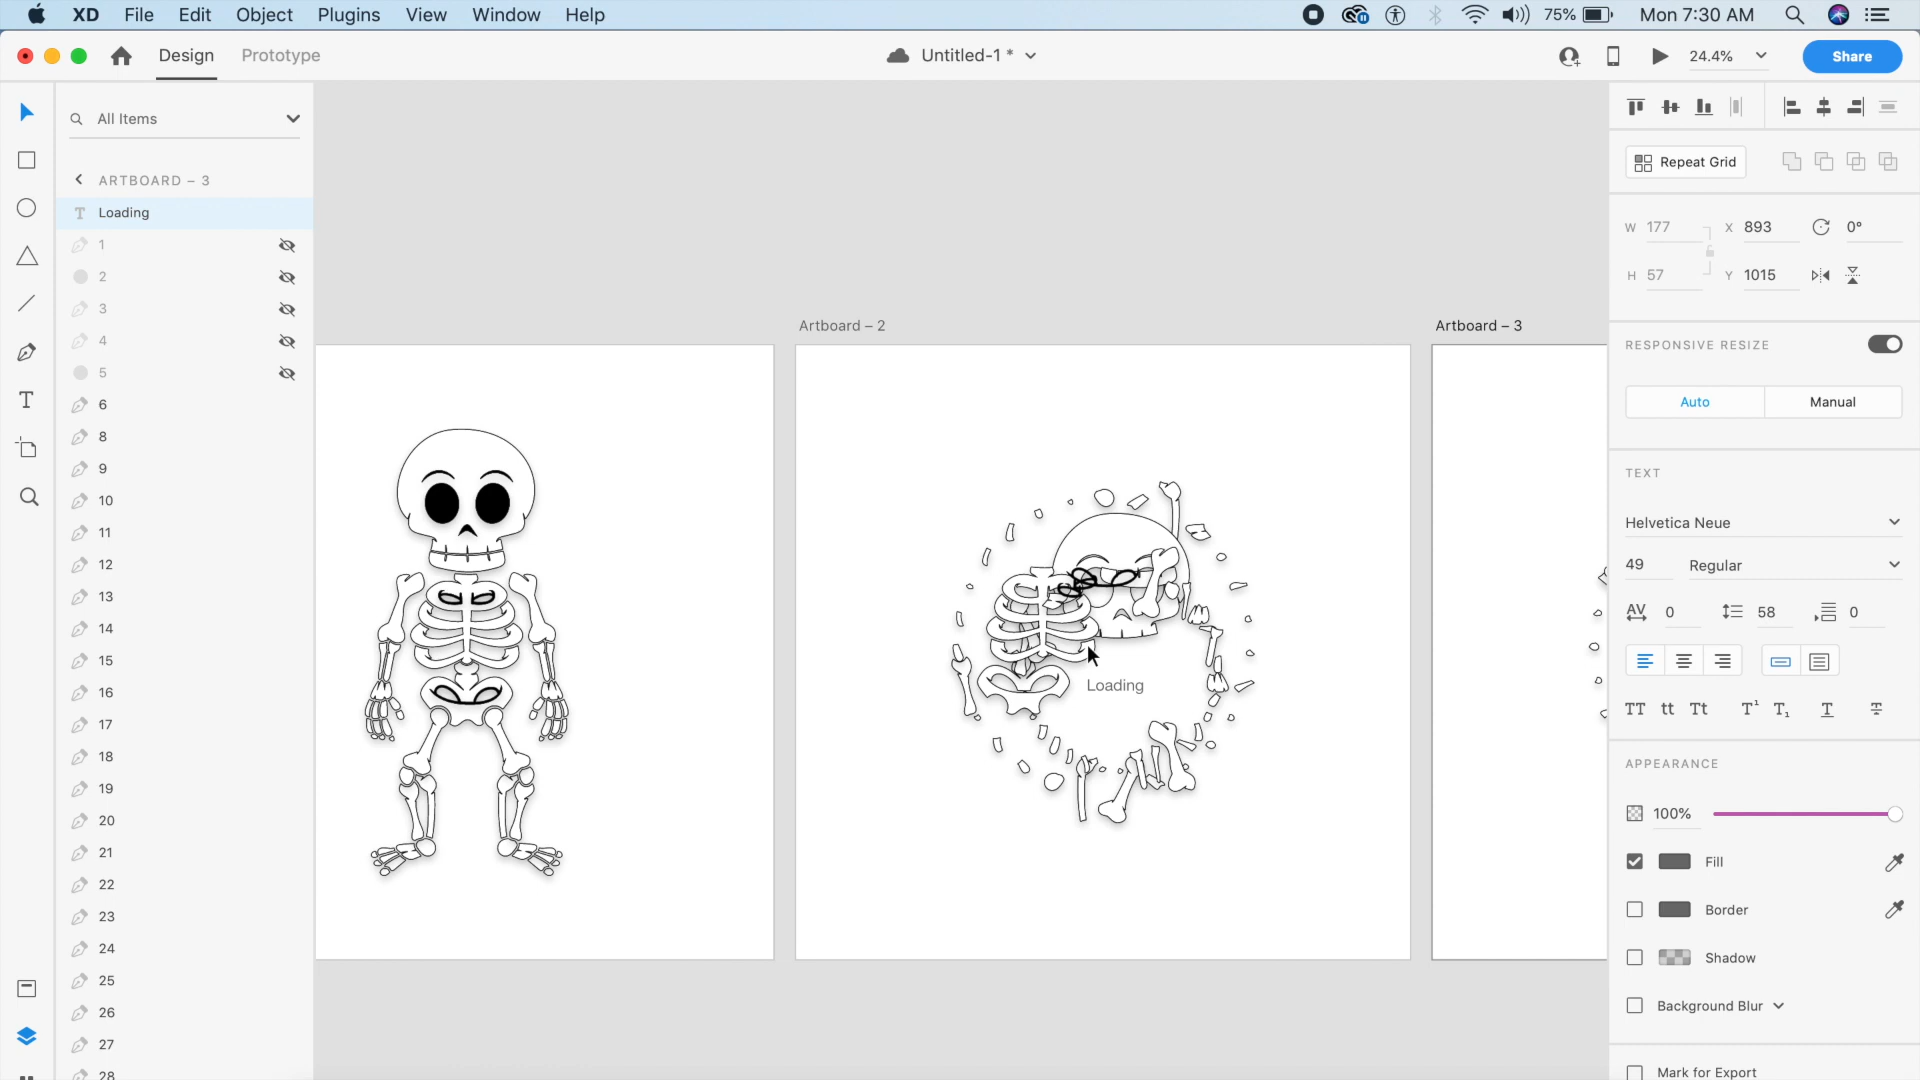 XD File Edit Object Plugins View Window Help
75% Mon 7:30 AM
Design Prototype
Untitled-1 *
24.4%
Share
All Items
ARTBOARD – 3
Loading
1
2
3
4
5
6
8
9
10
11
12
13
14
15
16
17
18
19
20
21
22
23
24
25
26
27
28
Artboard – 2
Artboard – 3
Loading
Repeat Grid
W 177 X 893 0°
H 57 Y 1015
RESPONSIVE RESIZE
Auto Manual
TEXT
Helvetica Neue
49 Regular
AV 0 58 0
TT tt Tt T¹ T₁ T T
APPEARANCE
100%
Fill
Border
Shadow
Background Blur
Mark for Export